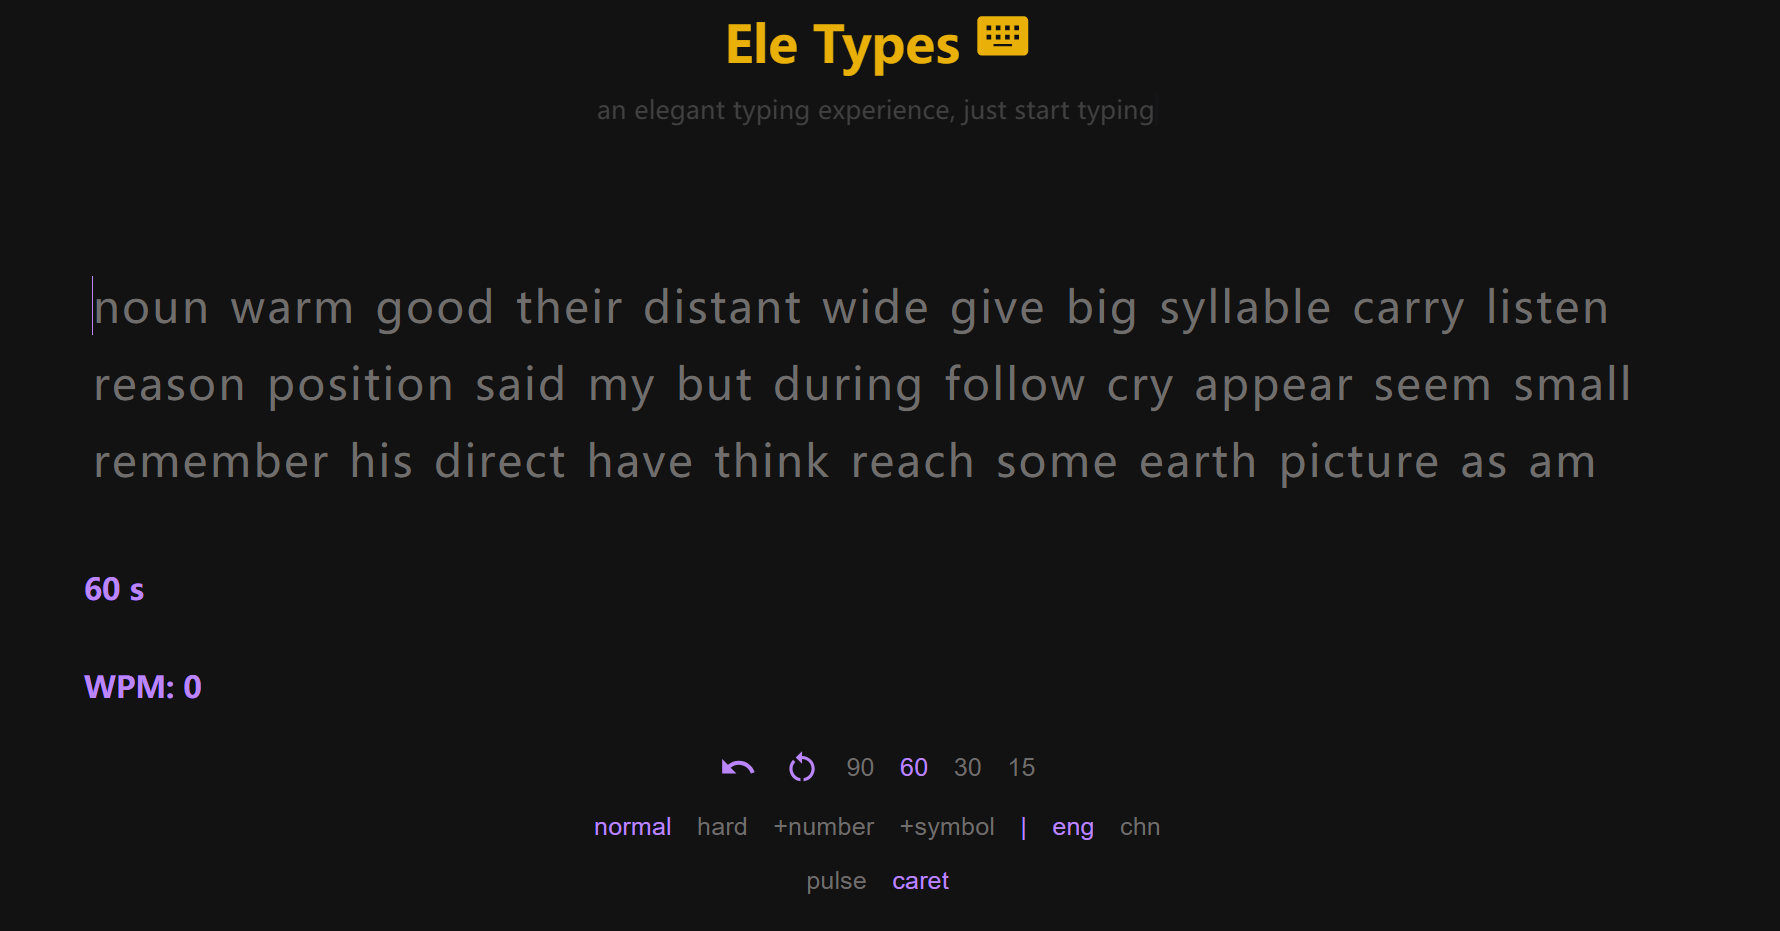 Ele Types
an elegant typing experience, just start typing
noun warm good their distant wide give big syllable carry listen
reason position said my but during follow cry appear seem small
remember his direct have think reach some earth picture as am
60 s
WPM: 0
90 60 30 15
normal hard +number +symbol | eng chn
pulse caret